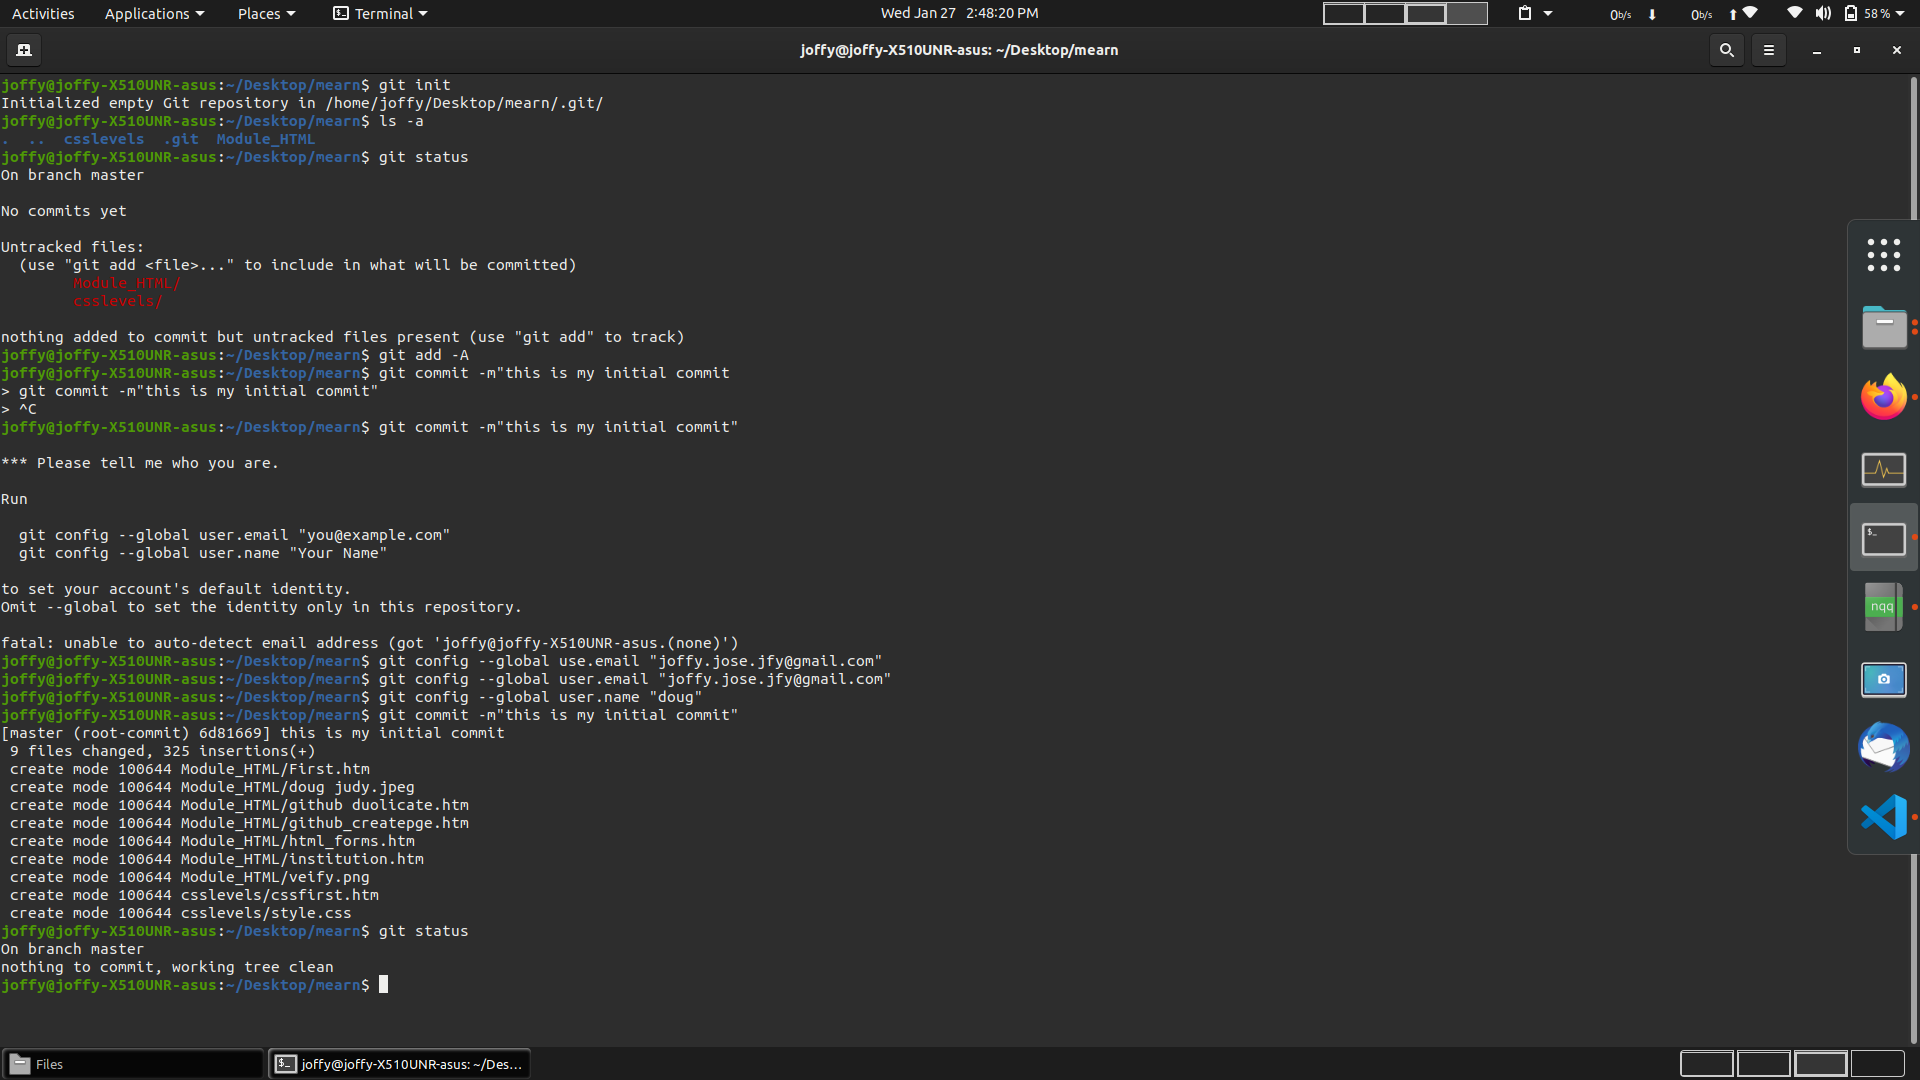 Activities Applications Places Terminal Wed Jan 27 2:48:20 PM 0b/s 0b/s 58 %
joffy@joffy-X510UNR-asus: ~/Desktop/mearn
joffy@joffy-X510UNR-asus:~/Desktop/mearn$ git init
Initialized empty Git repository in /home/joffy/Desktop/mearn/.git/
joffy@joffy-X510UNR-asus:~/Desktop/mearn$ ls -a
. .. csslevels .git Module_HTML
joffy@joffy-X510UNR-asus:~/Desktop/mearn$ git status
On branch master
No commits yet
Untracked files:
(use "git add <file>..." to include in what will be committed)
Module_HTML/
csslevels/
nothing added to commit but untracked files present (use "git add" to track)
joffy@joffy-X510UNR-asus:~/Desktop/mearn$ git add -A
joffy@joffy-X510UNR-asus:~/Desktop/mearn$ git commit -m"this is my initial commit
> git commit -m"this is my initial commit"
> ^C
joffy@joffy-X510UNR-asus:~/Desktop/mearn$ git commit -m"this is my initial commit"
*** Please tell me who you are.
Run
git config --global user.email "you@example.com"
git config --global user.name "Your Name"
to set your account's default identity.
Omit --global to set the identity only in this repository.
fatal: unable to auto-detect email address (got 'joffy@joffy-X510UNR-asus.(none)')
joffy@joffy-X510UNR-asus:~/Desktop/mearn$ git config --global use.email "joffy.jose.jfy@gmail.com"
joffy@joffy-X510UNR-asus:~/Desktop/mearn$ git config --global user.email "joffy.jose.jfy@gmail.com"
joffy@joffy-X510UNR-asus:~/Desktop/mearn$ git config --global user.name "doug"
joffy@joffy-X510UNR-asus:~/Desktop/mearn$ git commit -m"this is my initial commit"
[master (root-commit) 6d81669] this is my initial commit
9 files changed, 325 insertions(+)
create mode 100644 Module_HTML/First.htm
create mode 100644 Module_HTML/doug judy.jpeg
create mode 100644 Module_HTML/github duolicate.htm
create mode 100644 Module_HTML/github_createpge.htm
create mode 100644 Module_HTML/html_forms.htm
create mode 100644 Module_HTML/institution.htm
create mode 100644 Module_HTML/veify.png
create mode 100644 csslevels/cssfirst.htm
create mode 100644 csslevels/style.css
joffy@joffy-X510UNR-asus:~/Desktop/mearn$ git status
On branch master
nothing to commit, working tree clean
joffy@joffy-X510UNR-asus:~/Desktop/mearn$
nqq
Files joffy@joffy-X510UNR-asus: ~/Des...